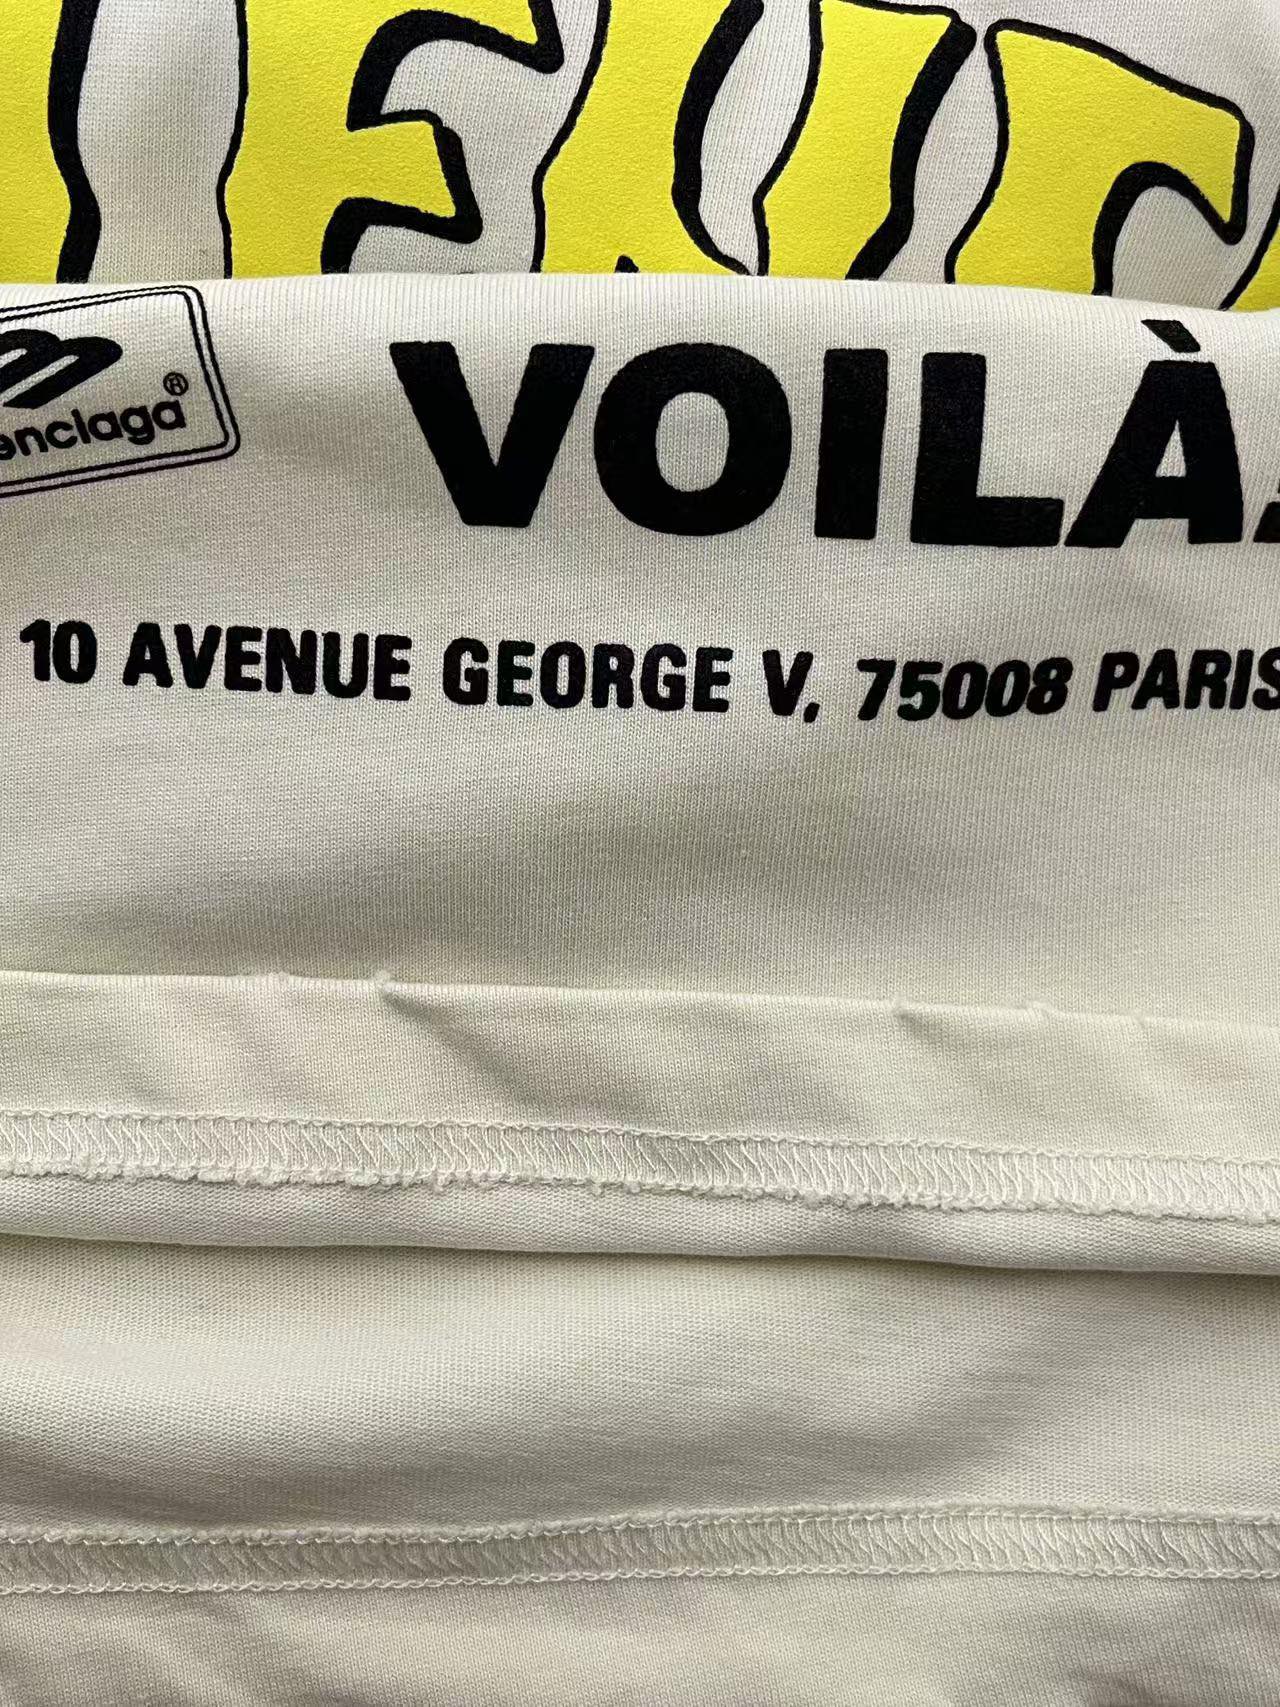 enciaga®
VOILÀ
10 AVENUE GEORGE V, 75008 PARIS